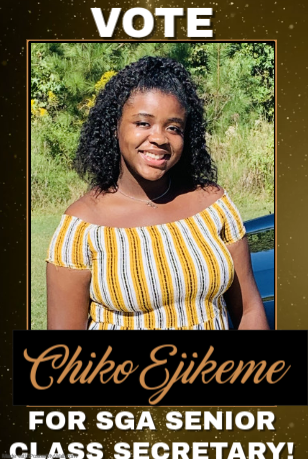 VOTE
Chiko Ejikeme
FOR SGA SENIOR
CLASS SECRETARY!